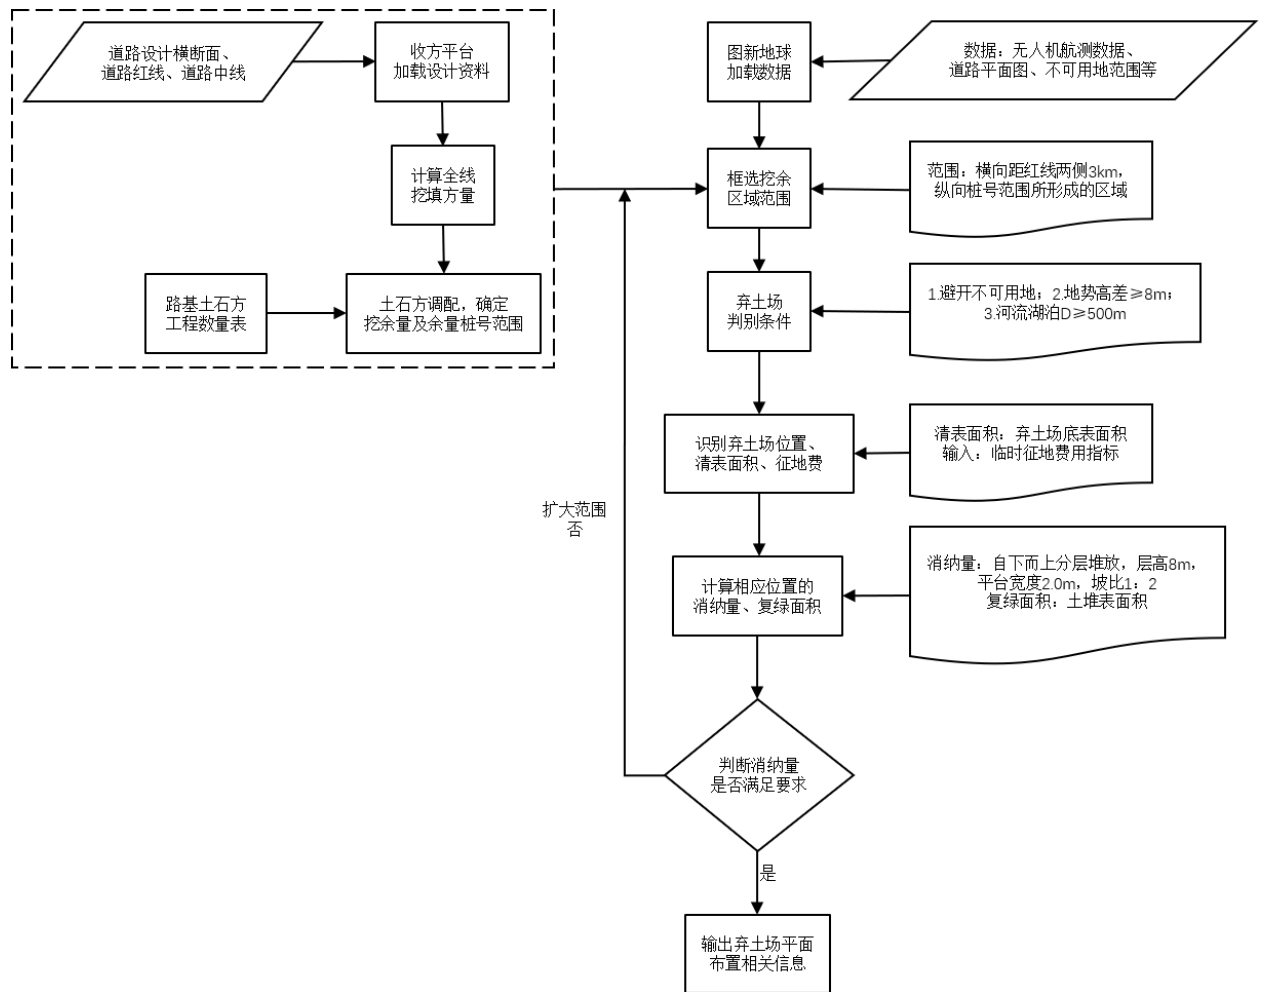 道路设计横断面、
道路红线、道路中线
收方平台
加载设计资料
计算全线
挖填方量
路基土石方
工程数量表
土石方调配，确定
挖余量及余量桩号范围
图新地球
加载数据
数据：无人机航测数据、
道路平面图、不可用地范围等
框选挖余
区域范围
范围：横向距红线两侧3km，
纵向桩号范围所形成的区域
弃土场
判别条件
1.避开不可用地；2.地势高差≥8m；
3.河流湖泊D≥500m
识别弃土场位置、
清表面积、征地费
清表面积：弃土场底表面积
输入：临时征地费用指标
扩大范围
否
计算相应位置的
消纳量、复绿面积
消纳量：自下而上分层堆放，层高8m，
平台宽度2.0m，坡比1：2
复绿面积：土堆表面积
判断消纳量
是否满足要求
是
输出弃土场平面
布置相关信息